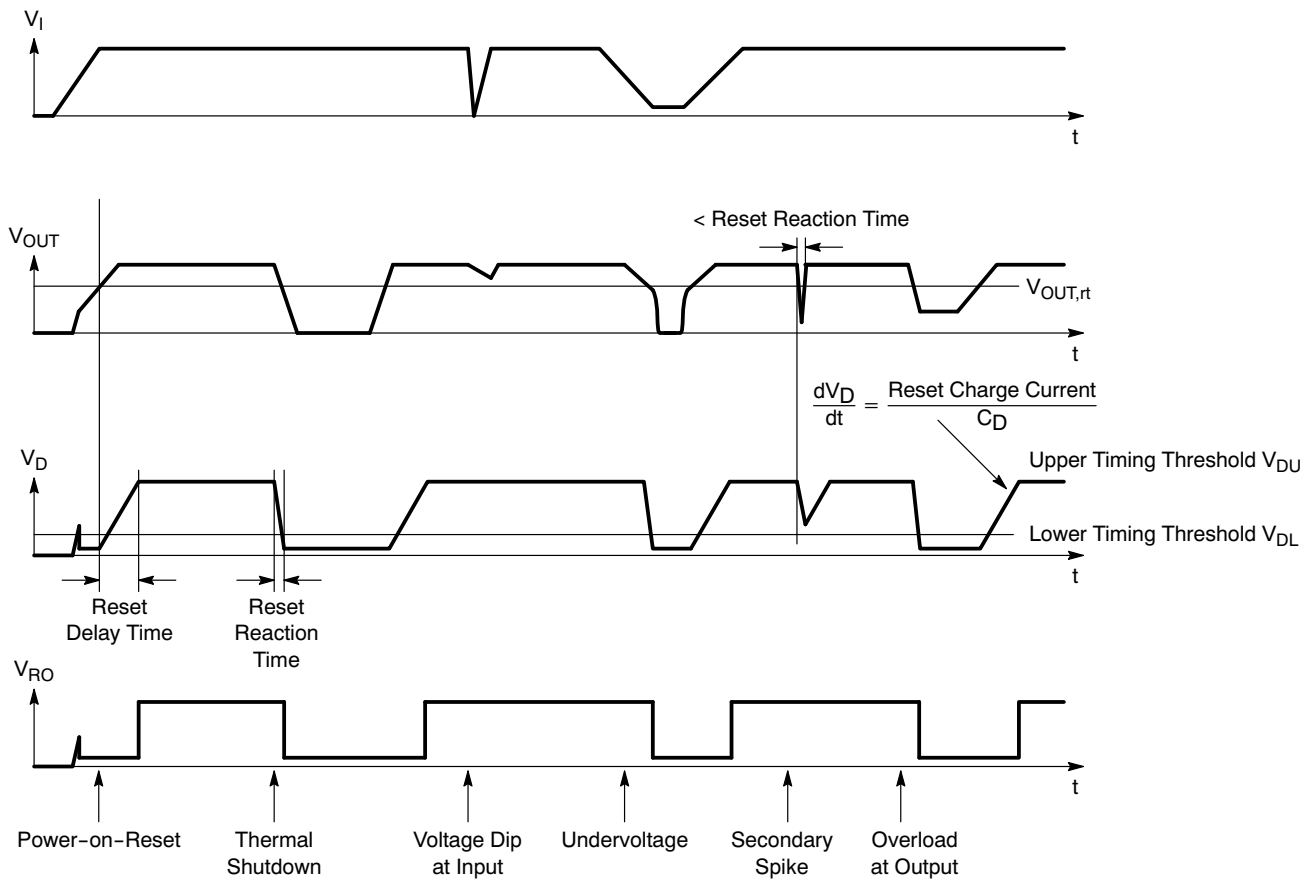 V_I
t
< Reset Reaction Time
V_OUT
V_OUT,rt
t
dV_D/dt = Reset Charge Current/C_D
V_D
Upper Timing Threshold V_DU
Lower Timing Threshold V_DL
t
Reset
Delay Time
Reset
Reaction
Time
V_RO
t
Power-on-Reset
Thermal
Shutdown
Voltage Dip
at Input
Undervoltage
Secondary
Spike
Overload
at Output